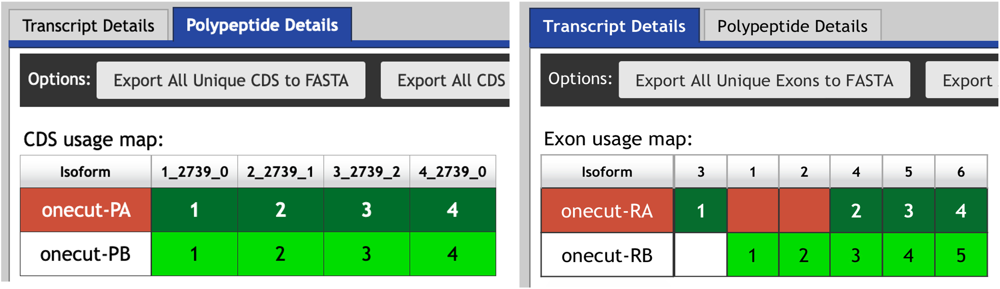 Transcript Details Polypeptide Details
Options: Export All Unique CDS to FASTA Export All CDS
CDS usage map:
Isoform 1_2739_0 2_2739_1 3_2739_2 4_2739_0
onecut-PA 1 2 3 4
onecut-PB 1 2 3 4
Transcript Details Polypeptide Details
Options: Export All Unique Exons to FASTA Export
Exon usage map:
Isoform 3 1 2 4 5 6
onecut-RA 1 2 3 4
onecut-RB 1 2 3 4 5